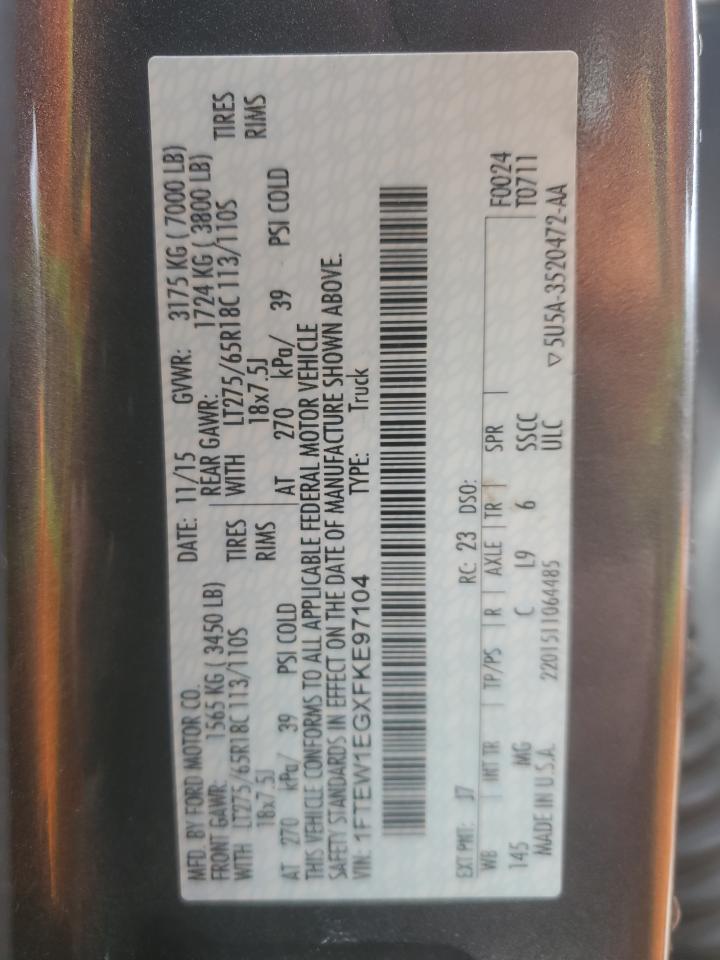 MFD. BY FORD MOTOR CO. DATE: 11/15 GVWR: 3175 KG ( 7000 LB)
FRONT GAWR: 1565 KG ( 3450 LB) REAR GAWR: 1724 KG ( 3800 LB)
WITH LT275/65R18C 113/110S TIRES WITH LT275/65R18C 113/110S TIRES
18x7.5J RIMS 18x7.5J RIMS
AT 270 kPa/ 39 PSI COLD AT 270 kPa/ 39 PSI COLD
THIS VEHICLE CONFORMS TO ALL APPLICABLE FEDERAL MOTOR VEHICLE
SAFETY STANDARDS IN EFFECT ON THE DATE OF MANUFACTURE SHOWN ABOVE.
VIN: 1FTEW1EGXFKE97104 TYPE: Truck
EXT PNT: J7 RC: 23 DSO:
WB INT TR TP/PS R AXLE TR SPR F0024
145 MG C L9 6 SSCC T0711
MADE IN U.S.A. 2201511064485 ULC ▽5U5A-3520472-AA